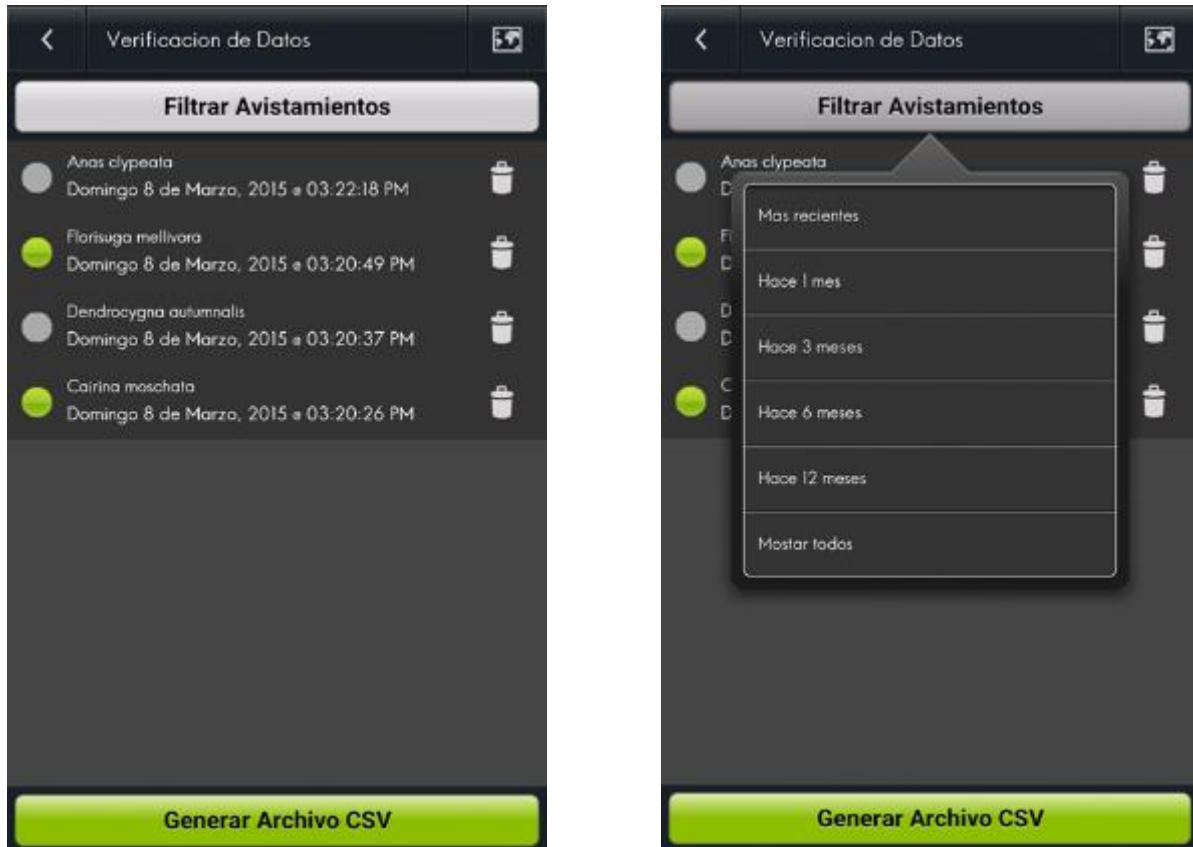 Verificacion de Datos
Filtrar Avistamientos
Anas clypeata
Domingo 8 de Marzo, 2015 a 03:22:18 PM
Florisuga mellivora
Domingo 8 de Marzo, 2015 a 03:20:49 PM
Dendrocygna autumnalis
Domingo 8 de Marzo, 2015 a 03:20:37 PM
Cairina moschata
Domingo 8 de Marzo, 2015 a 03:20:26 PM
Generar Archivo CSV
Verificacion de Datos
Filtrar Avistamientos
Anas clypeata
D
Fl
D
D
D
C
D
Mas recientes
Hace 1 mes
Hace 3 meses
Hace 6 meses
Hace 12 meses
Mostar todos
Generar Archivo CSV